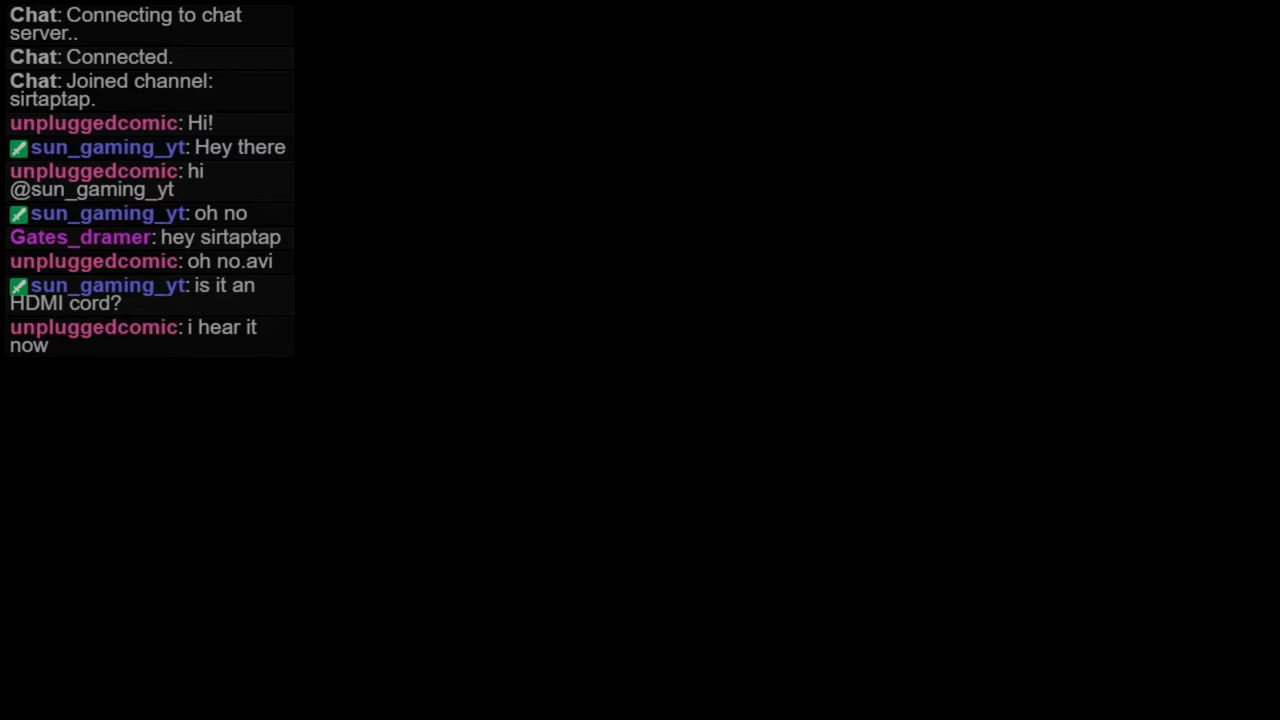 Chat: Connecting to chat
server..
Chat: Connected.
Chat: Joined channel:
sirtaptap.
unpluggedcomic: Hi!
sun_gaming_yt: Hey there
unpluggedcomic: hi
@sun_gaming_yt
sun_gaming_yt: oh no
Gates_dramer: hey sirtaptap
unpluggedcomic: oh no.avi
sun_gaming_yt: is it an
HDMI cord?
unpluggedcomic: i hear it
now